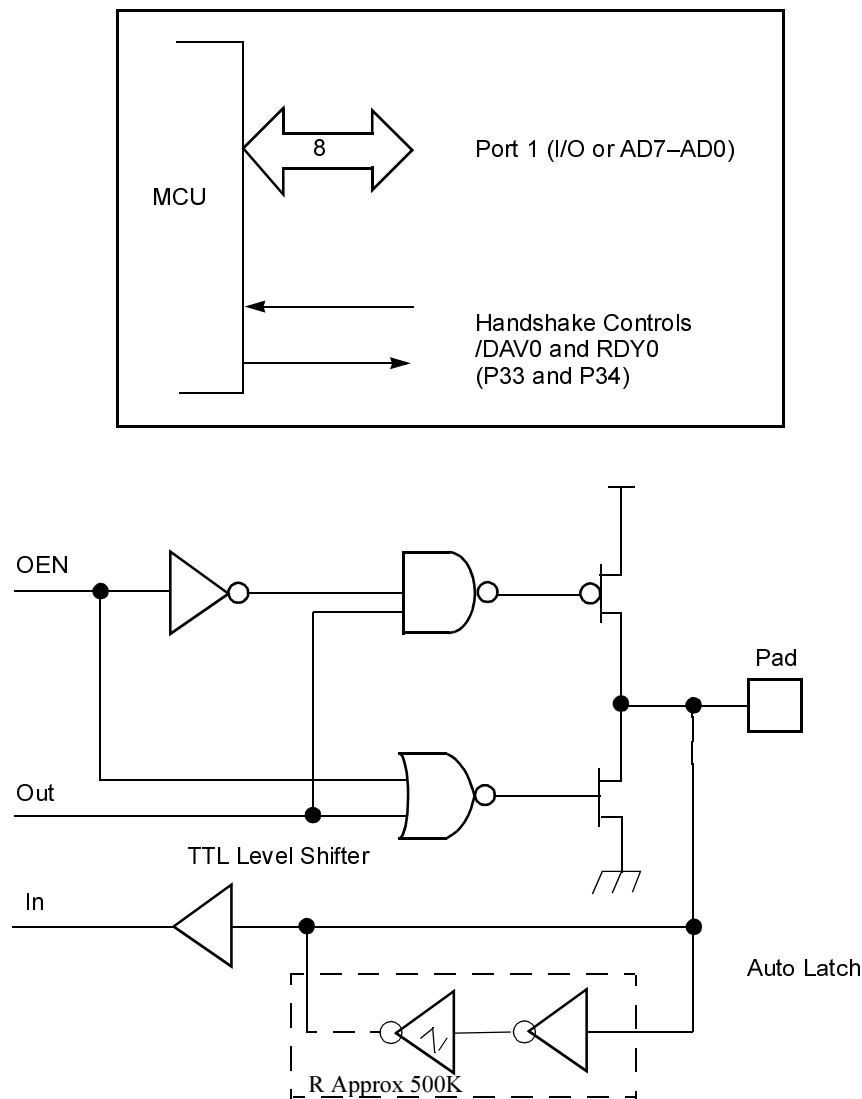 8
Port 1 (I/O or AD7–AD0)
MCU
Handshake Controls
/DAV0 and RDY0
(P33 and P34)
OEN
Pad
Out
TTL Level Shifter
In
Auto Latch
R Approx 500K